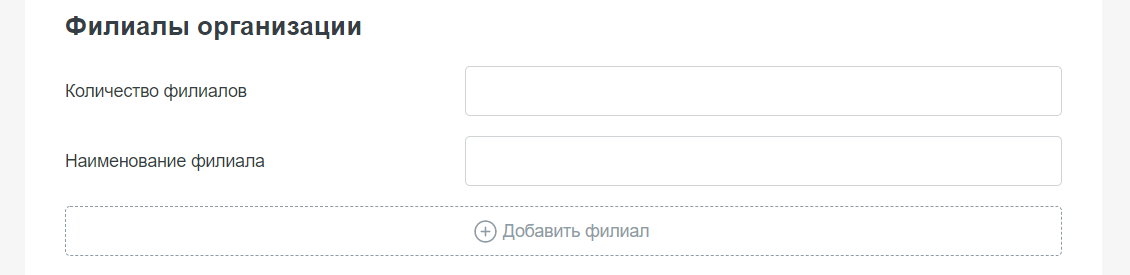 Филиалы организации
Количество филиалов
Наименование филиала
Добавить филиал